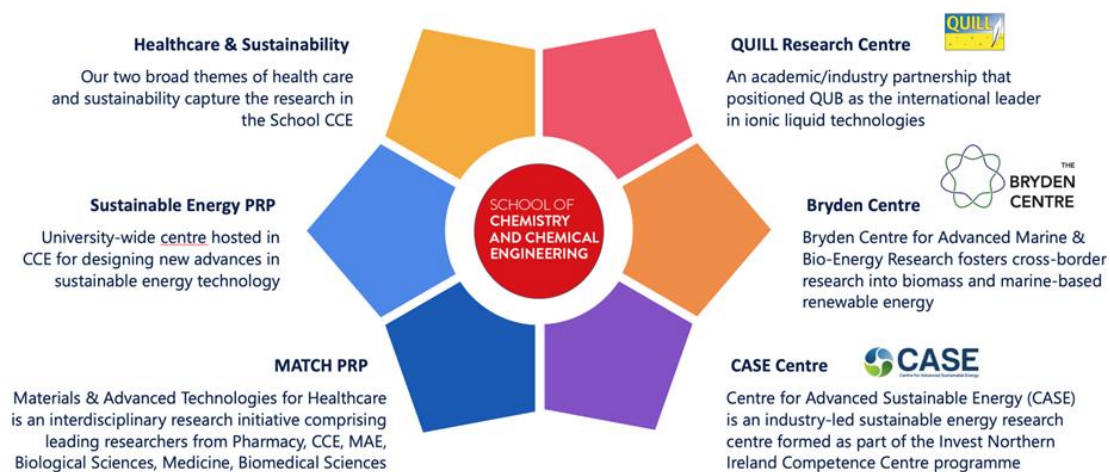 Healthcare & Sustainability
Our two broad themes of health care
and sustainability capture the research in
the School CCE
Sustainable Energy PRP
University-wide centre hosted in
CCE for designing new advances in
sustainable energy technology
MATCH PRP
Materials & Advanced Technologies for Healthcare
is an interdisciplinary research initiative comprising
leading researchers from Pharmacy, CCE, MAE,
Biological Sciences, Medicine, Biomedical Sciences
SCHOOL OF
CHEMISTRY
AND CHEMICAL
ENGINEERING
QUILL Research Centre
QUILL
An academic/industry partnership that
positioned QUB as the international leader
in ionic liquid technologies
THE
BRYDEN
CENTRE
Bryden Centre
Bryden Centre for Advanced Marine &
Bio-Energy Research fosters cross-border
research into biomass and marine-based
renewable energy
CASE Centre
CASE
Centre for Advanced Sustainable Energy
Centre for Advanced Sustainable Energy (CASE)
is an industry-led sustainable energy research
centre formed as part of the Invest Northern
Ireland Competence Centre programme